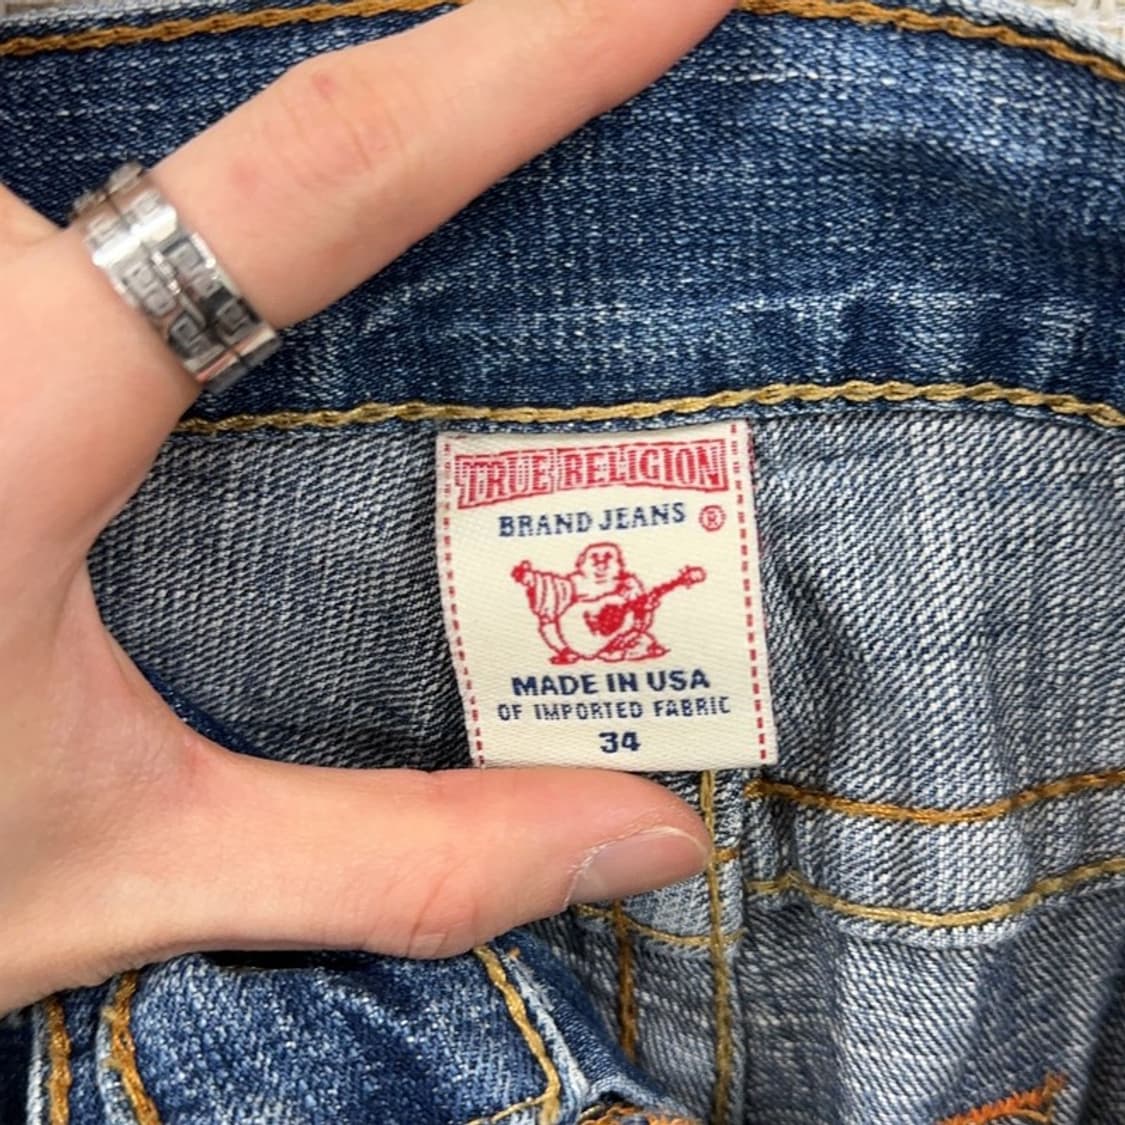 TRUE RELIGION
BRAND JEANS ®
MADE IN USA
OF IMPORTED FABRIC
34